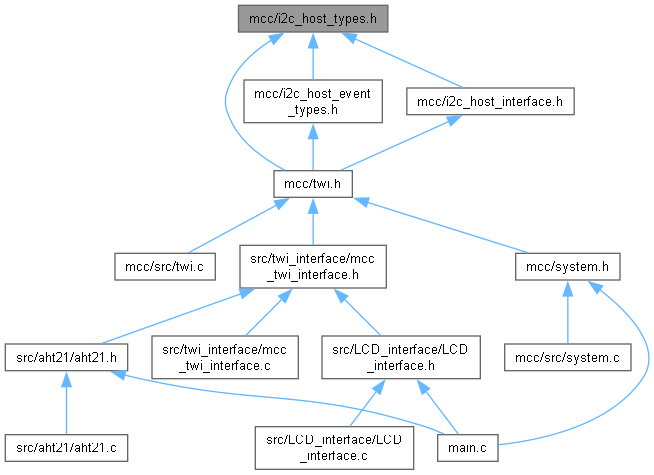 mcc/i2c_host_types.h
mcc/i2c_host_event
_types.h
mcc/i2c_host_interface.h
mcc/twi.h
mcc/src/twi.c
src/twi_interface/mcc
_twi_interface.h
mcc/system.h
src/aht21/aht21.h
src/twi_interface/mcc
_twi_interface.c
src/LCD_interface/LCD
_interface.h
mcc/src/system.c
src/aht21/aht21.c
src/LCD_interface/LCD
_interface.c
main.c